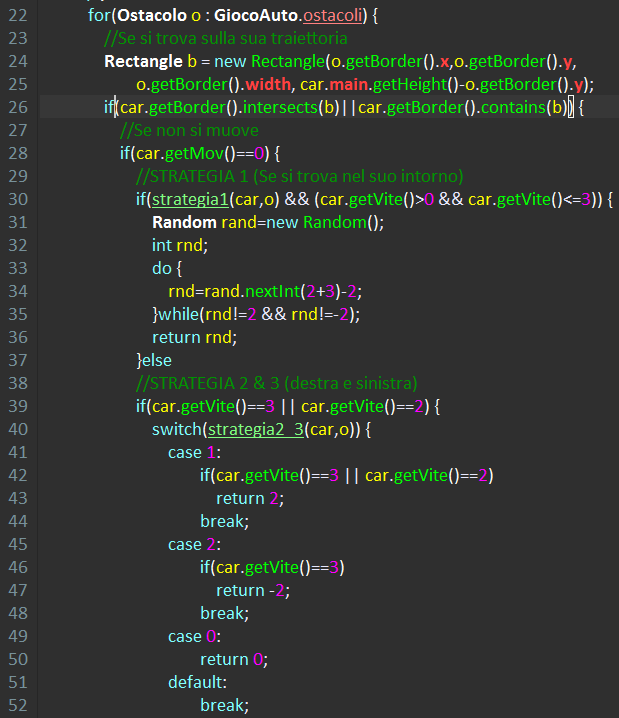 22 for(Ostacolo o : GiocoAuto.ostacoli) {
23 //Se si trova sulla sua traiettoria
24 Rectangle b = new Rectangle(o.getBorder().x,o.getBorder().y,
25 o.getBorder().width, car.main.getHeight()-o.getBorder().y);
26 if(car.getBorder().intersects(b)||car.getBorder().contains(b)) {
27 //Se non si muove
28 if(car.getMov()==0) {
29 //STRATEGIA 1 (Se si trova nel suo intorno)
30 if(strategia1(car,o) && (car.getVite()>0 && car.getVite()<=3)) {
31 Random rand=new Random();
32 int rnd;
33 do {
34 rnd=rand.nextInt(2+3)-2;
35 }while(rnd!=2 && rnd!=-2);
36 return rnd;
37 }else
38 //STRATEGIA 2 & 3 (destra e sinistra)
39 if(car.getVite()==3 || car.getVite()==2) {
40 switch(strategia2_3(car,o)) {
41 case 1:
42 if(car.getVite()==3 || car.getVite()==2)
43 return 2;
44 break;
45 case 2:
46 if(car.getVite()==3)
47 return -2;
48 break;
49 case 0:
50 return 0;
51 default:
52 break;